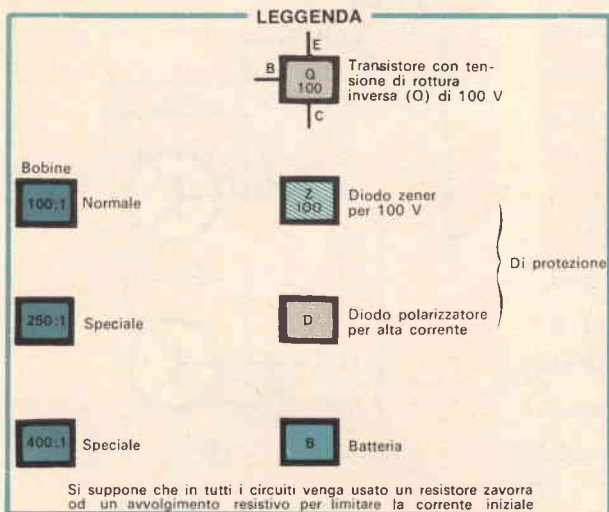 LEGGENDA
E
B
Q
100
C
Transistore con ten-
sione di rottura
inversa (Q) di 100 V
Bobine
100:1
Normale
Z
100
Diodo zener
per 100 V
Di protezione
250:1
Speciale
D
Diodo polarizzatore
per alta corrente
400:1
Speciale
B
Batteria
Si suppone che in tutti i circuiti venga usato un resistore zavorra
od un avvolgimento resistivo per limitare la corrente iniziale